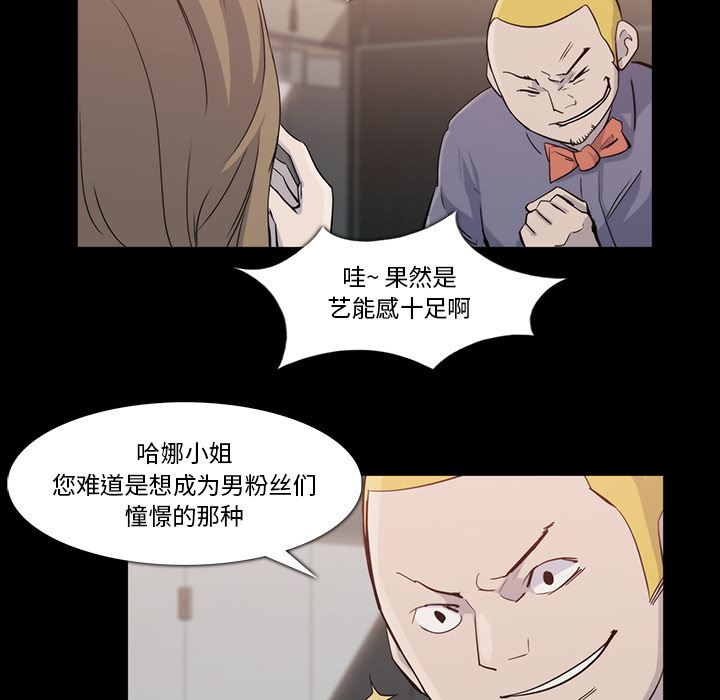 哇~ 果然是
艺能感十足啊
哈娜小姐
您难道是想成为男粉丝们
憧憬的那种